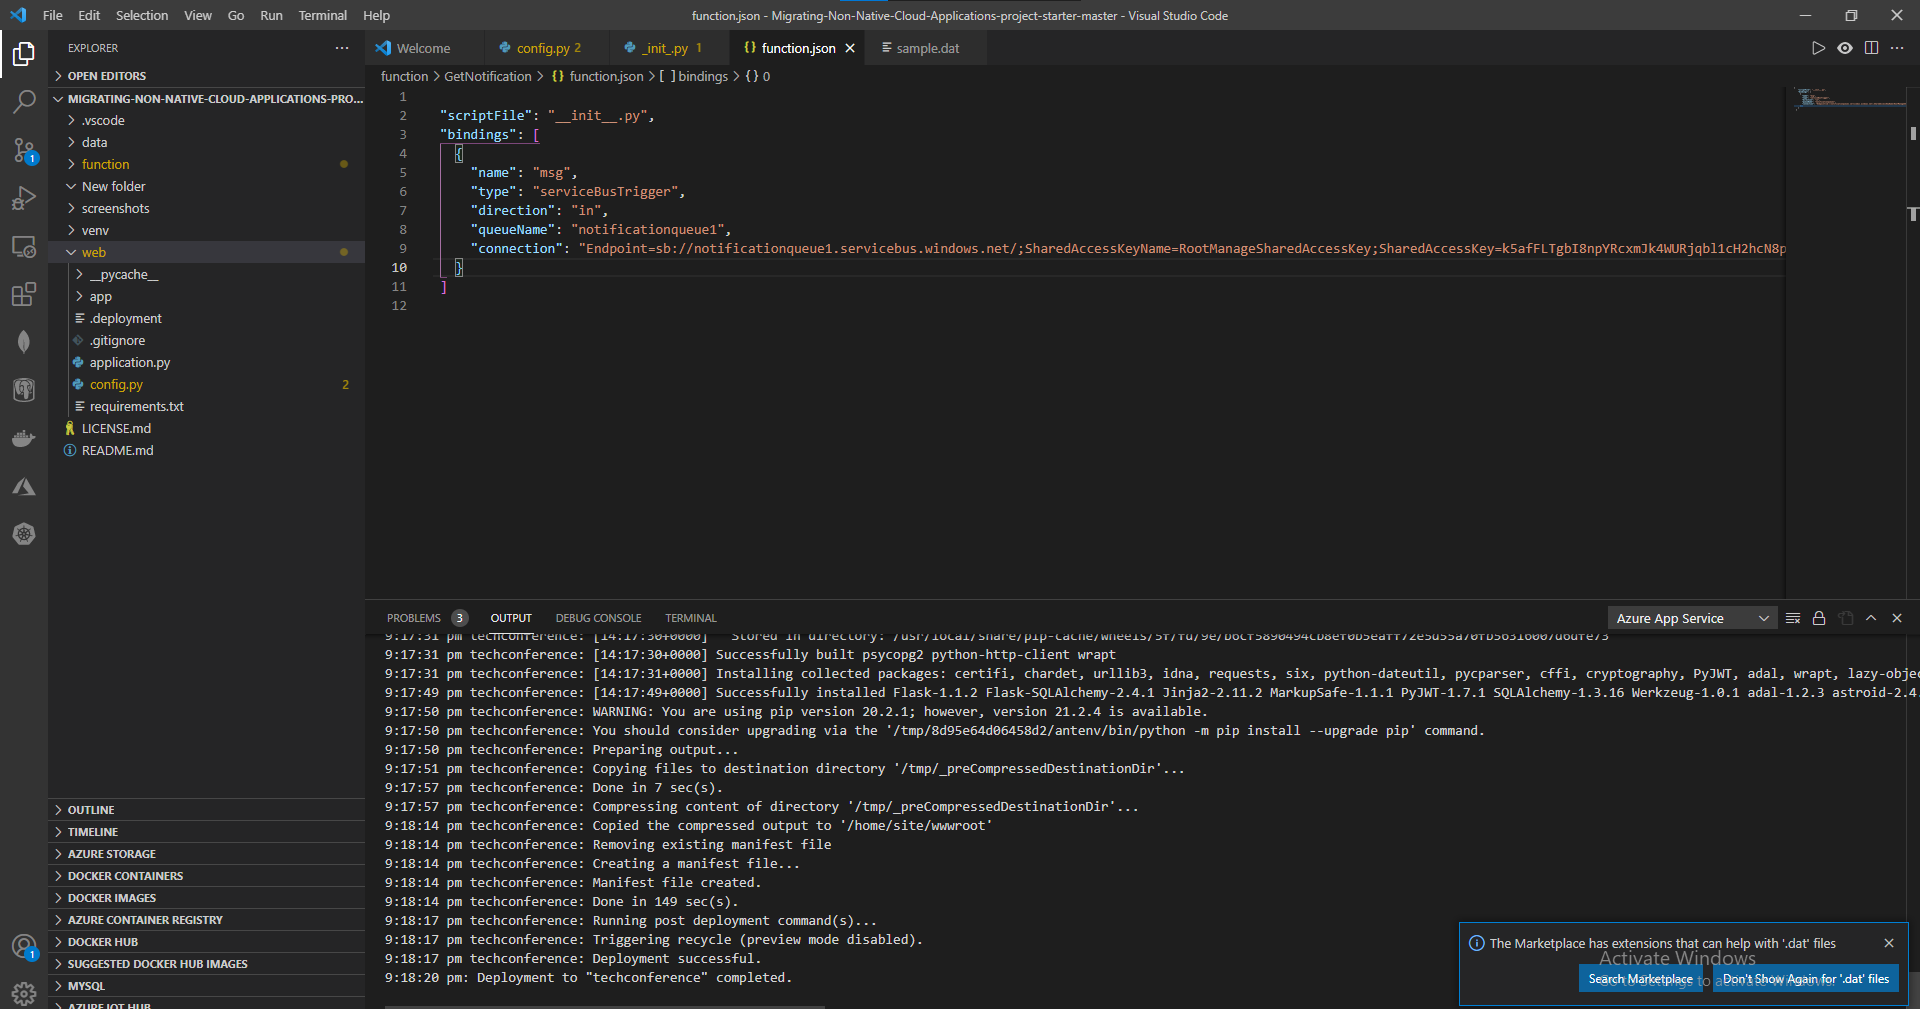 File Edit Selection View Go Run Terminal Help
function.json - Migrating-Non-Native-Cloud-Applications-project-starter-master - Visual Studio Code
EXPLORER
OPEN EDITORS
MIGRATING-NON-NATIVE-CLOUD-APPLICATIONS-PRO...
.vscode
data
function
New folder
screenshots
venv
web
__pycache__
app
.deployment
.gitignore
application.py
config.py 2
requirements.txt
LICENSE.md
README.md
OUTLINE
TIMELINE
AZURE STORAGE
DOCKER CONTAINERS
DOCKER IMAGES
AZURE CONTAINER REGISTRY
DOCKER HUB
SUGGESTED DOCKER HUB IMAGES
MYSQL
AZURE IOT HUB
1
1
Welcome config.py 2 _init_.py 1 {} function.json sample.dat
function > GetNotification > {} function.json > [ ] bindings > {} 0
1
2 "scriptFile": "__init__.py",
3 "bindings": [
4 {
5 "name": "msg",
6 "type": "serviceBusTrigger",
7 "direction": "in",
8 "queueName": "notificationqueue1",
9 "connection": "Endpoint=sb://notificationqueue1.servicebus.windows.net/;SharedAccessKeyName=RootManageSharedAccessKey;SharedAccessKey=k5afFLTgbI8npYRcxmJk4WURjqbl1cH2hcN8p
10 }
11 ]
12
PROBLEMS 3 OUTPUT DEBUG CONSOLE TERMINAL
Azure App Service
9:17:31 pm techconference: [14:17:30+0000] Stored in directory:
9:17:31 pm techconference: [14:17:30+0000] Successfully built psycopg2 python-http-client wrapt
9:17:31 pm techconference: [14:17:31+0000] Installing collected packages: certifi, chardet, urllib3, idna, requests, six, python-dateutil, pycparser, cffi, cryptography, PyJWT, adal, wrapt, lazy-objec
9:17:49 pm techconference: [14:17:49+0000] Successfully installed Flask-1.1.2 Flask-SQLAlchemy-2.4.1 Jinja2-2.11.2 MarkupSafe-1.1.1 PyJWT-1.7.1 SQLAlchemy-1.3.16 Werkzeug-1.0.1 adal-1.2.3 astroid-2.4.
9:17:50 pm techconference: WARNING: You are using pip version 20.2.1; however, version 21.2.4 is available.
9:17:50 pm techconference: You should consider upgrading via the '/tmp/8d95e64d06458d2/antenv/bin/python -m pip install --upgrade pip' command.
9:17:50 pm techconference: Preparing output...
9:17:51 pm techconference: Copying files to destination directory '/tmp/_preCompressedDestinationDir'...
9:17:57 pm techconference: Done in 7 sec(s).
9:17:57 pm techconference: Compressing content of directory '/tmp/_preCompressedDestinationDir'...
9:18:14 pm techconference: Copied the compressed output to '/home/site/wwwroot'
9:18:14 pm techconference: Removing existing manifest file
9:18:14 pm techconference: Creating a manifest file...
9:18:14 pm techconference: Manifest file created.
9:18:14 pm techconference: Done in 149 sec(s).
9:18:17 pm techconference: Running post deployment command(s)...
9:18:17 pm techconference: Triggering recycle (preview mode disabled).
9:18:17 pm techconference: Deployment successful.
9:18:20 pm: Deployment to "techconference" completed.
The Marketplace has extensions that can help with '.dat' files
Activate Windows
Search Marketplace Don't Show Again for '.dat' files
Go to Settings to activate Windows.